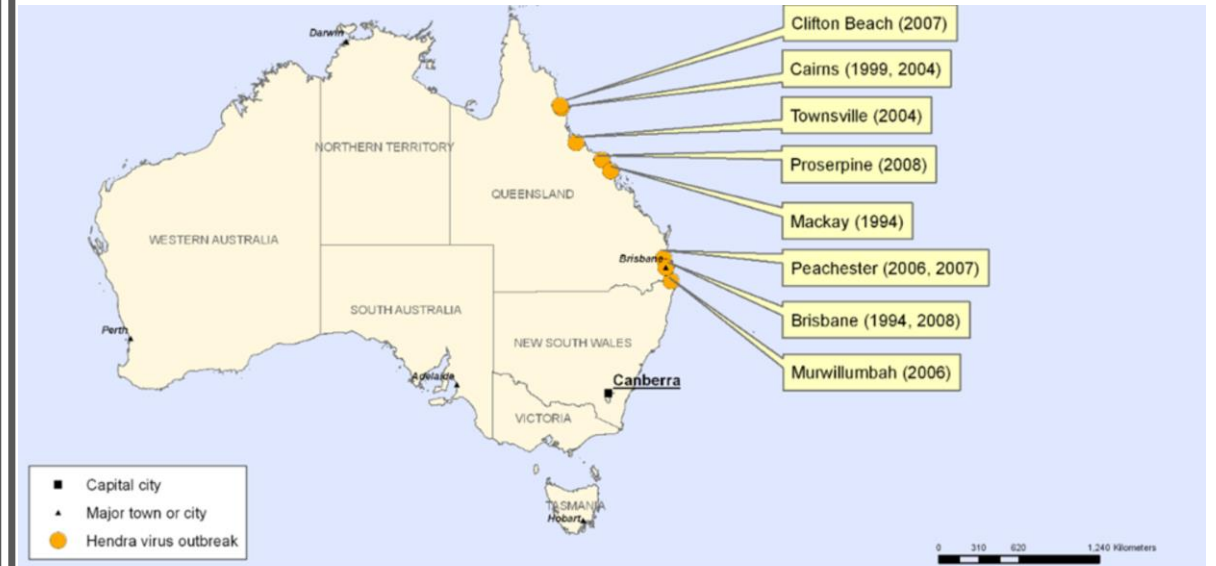 Clifton Beach (2007)
Darwin
Cairns (1999, 2004)
Townsville (2004)
NORTHERN TERRITORY
Proserpine (2008)
QUEENSLAND
Mackay (1994)
WESTERN AUSTRALIA
Brisbane
Peachester (2006, 2007)
SOUTH AUSTRALIA
Brisbane (1994, 2008)
Perth
NEW SOUTH WALES
Murwillumbah (2006)
Adelaide
Canberra
VICTORIA
Capital city
TASMANIA
Major town or city
Hobart
Hendra virus outbreak
0 310 620 1,240 Kilometers